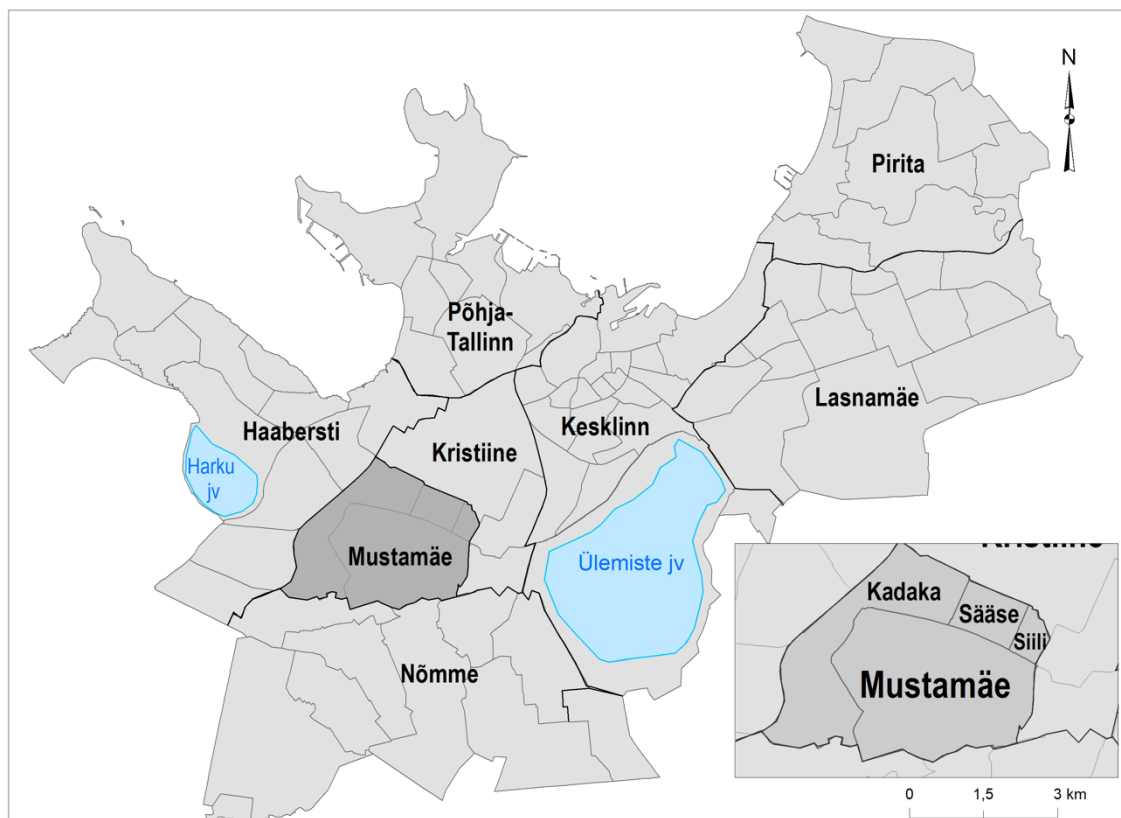 N
Pirita
Põhja-
Tallinn
Lasnamäe
Haabersti
Kesklinn
Kristiine
Harku
jv
Mustamäe
Ülemiste jv
Nõmme
Kristiine
Kadaka
Sääse
Siili
Mustamäe
0 1,5 3 km